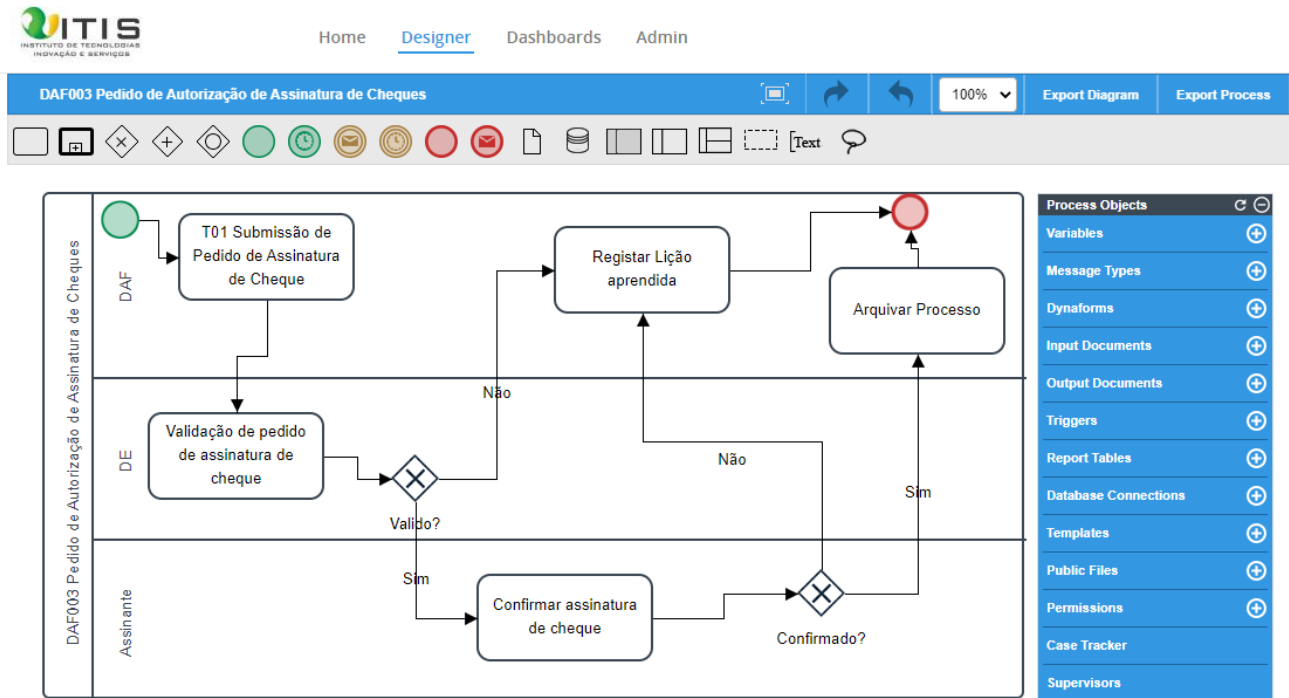 ITIS
INSTITUTO DE TECNOLOGIAS
INOVAÇÃO E SERVIÇOS
Home
Designer
Dashboards
Admin
DAF003 Pedido de Autorização de Assinatura de Cheques
100%
Export Diagram
Export Process
Text
DAF003 Pedido de Autorização de Assinatura de Cheques
DAF
T01 Submissão de
Pedido de Assinatura
de Cheque
Registar Lição
aprendida
Arquivar Processo
Não
DE
Validação de pedido
de assinatura de
cheque
Valido?
Não
Sim
Assinante
Sim
Confirmar assinatura
de cheque
Confirmado?
Process Objects
Variables
Message Types
Dynaforms
Input Documents
Output Documents
Triggers
Report Tables
Database Connections
Templates
Public Files
Permissions
Case Tracker
Supervisors